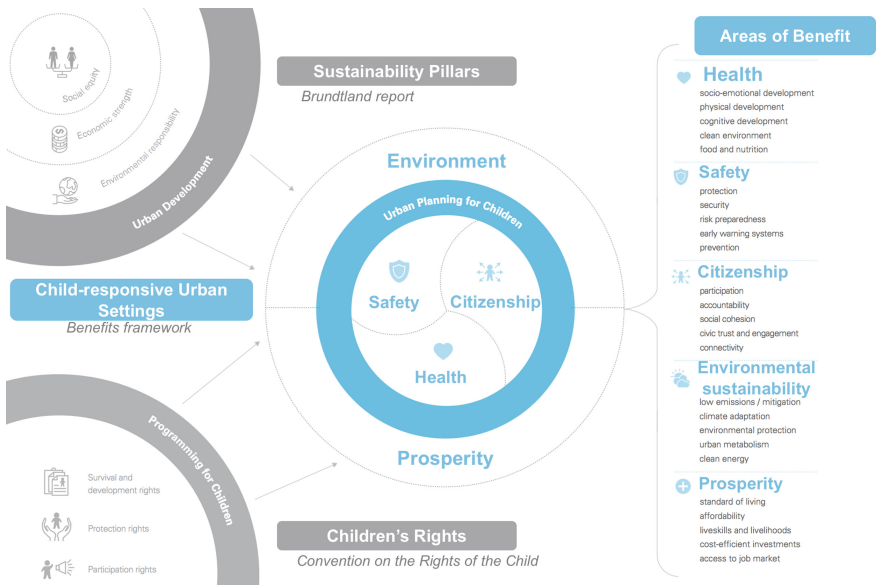 Social equity
Economic strength
Environmental responsibility
Urban Development
Sustainability Pillars
Brundtland report
Child-responsive Urban
Settings
Benefits framework
Programming for Children
Survival and
development rights
Protection rights
Participation rights
Children's Rights
Convention on the Rights of the Child
Environment
Urban Planning for Children
Safety
Citizenship
Health
Prosperity
Areas of Benefit
Health
socio-emotional development
physical development
cognitive development
clean environment
food and nutrition
Safety
protection
security
risk preparedness
early warning systems
prevention
Citizenship
participation
accountability
social cohesion
civic trust and engagement
connectivity
Environmental
sustainability
low emissions / mitigation
climate adaptation
environmental protection
urban metabolism
clean energy
Prosperity
standard of living
affordability
liveskills and livelihoods
cost-efficient investments
access to job market